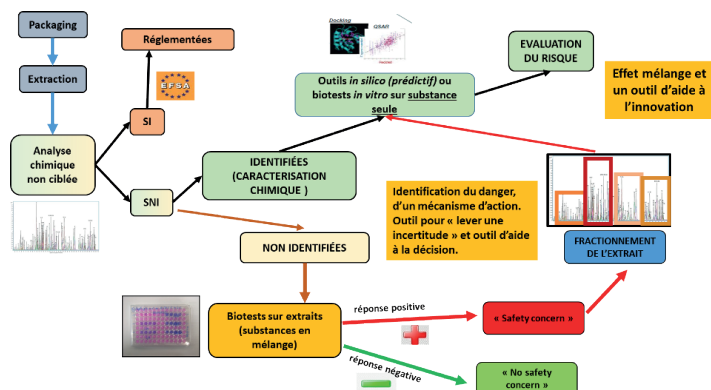 Packaging
Extraction
Analyse
chimique
non ciblée
Réglementées
EFSA
SI
SNI
IDENTIFIÉES
(CARACTERISATION
CHIMIQUE )
NON IDENTIFIÉES
Docking
QSAR
Outils in silico (prédictif) ou
biotests in vitro sur substance
seule
EVALUATION
DU RISQUE
Effet mélange et
un outil d'aide à
l'innovation
Identification du danger,
d'un mécanisme d'action.
Outil pour « lever une
incertitude » et outil d'aide
à la décision.
FRACTIONNEMENT
DE L'EXTRAIT
Biotests sur extraits
(substances en
mélange)
réponse positive
« Safety concern »
réponse négative
« No safety
concern »